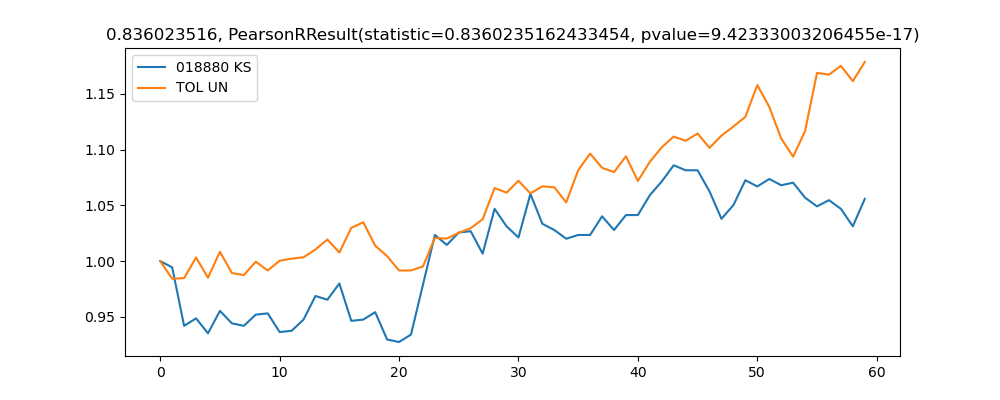 0.836023516, PearsonRResult(statistic=0.8360235162433454, pvalue=9.42333003206455e-17)
018880 KS
TOL UN
1.15
1.10
1.05
1.00
0.95
0 10 20 30 40 50 60